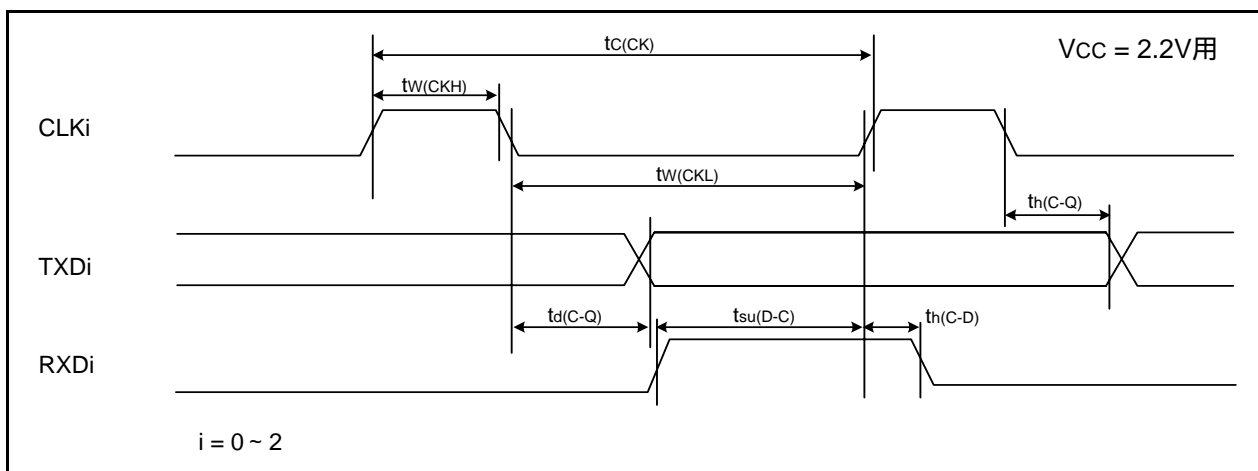 tC(CK)
VCC = 2.2V用
tW(CKH)
CLKi
tW(CKL)
th(C-Q)
TXDi
td(C-Q)
tsu(D-C)
th(C-D)
RXDi
i = 0 ~ 2